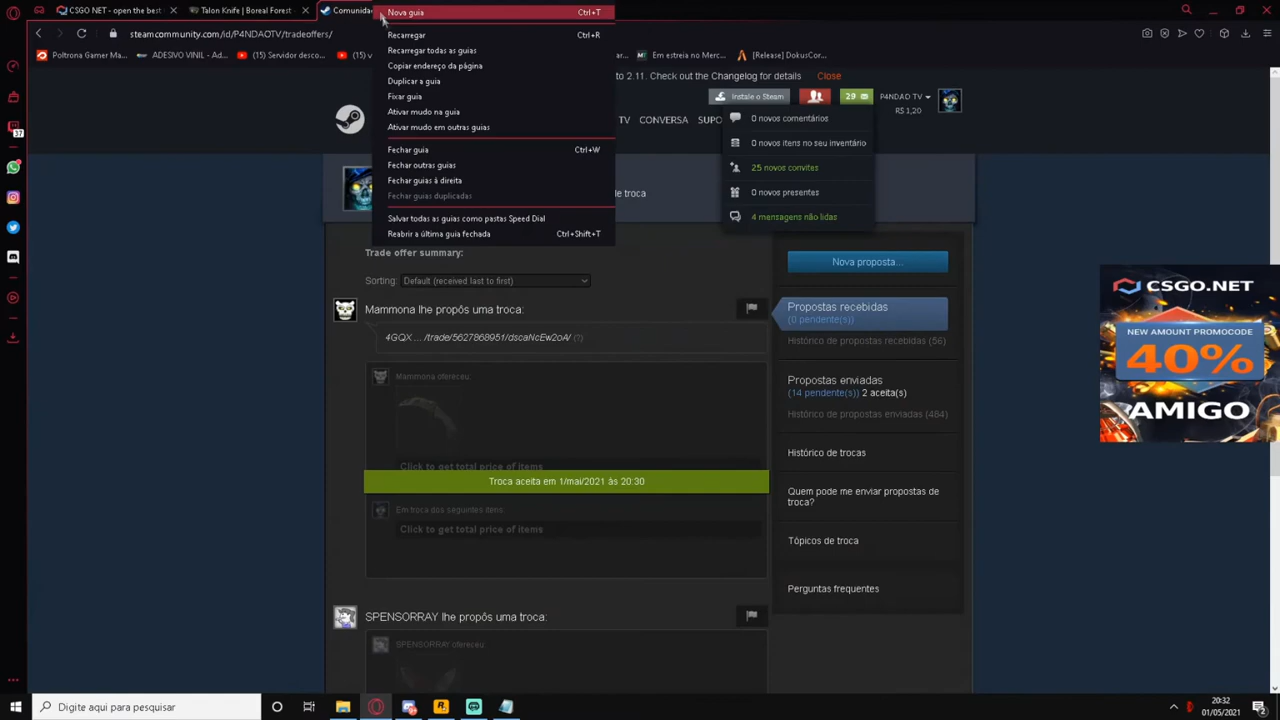 CSGO NET - open the best
Talon Knife | Boreal Forest
Comunida
steamcommunity.com/id/P4NDAOTV/tradeoffers/
Poltrona Gamer Ma...
ADESIVO VINIL - Ad...
(15) Servidor desco...
Em estreia no Merc...
[Release] DokusCor...
Nova guia Ctrl+T
Recarregar Ctrl+R
Recarregar todas as guias
Copiar endereço da página
Duplicar a guia
Fixar guia
Ativar mudo na guia
Ativar mudo em outras guias
Fechar guia Ctrl+W
Fechar outras guias
Fechar guias à direita
Fechar guias duplicadas
Salvar todas as guias como pastas Speed Dial
Reabrir a última guia fechada Ctrl+Shift+T
to 2.11. Check out the Changelog for details Close
Instale o Steam
29
P4NDAO TV
R$ 1,20
TV CONVERSA SUPO
0 novos comentários
0 novos itens no seu inventário
25 novos convites
0 novos presentes
4 mensagens não lidas
de troca
Trade offer summary:
Sorting: Default (received last to first)
Mammona lhe propôs uma troca:
4GQX ... /trade/5627868951/dscaNcEw2oA/ (?)
Mammona ofereceu:
Click to get total price of items
Troca aceita em 1/mai/2021 às 20:30
Em troca dos seguintes itens
Click to get total price of items
SPENSORRAY lhe propôs uma troca:
SPENSORRAY ofereceu:
Nova proposta...
Propostas recebidas
(0 pendente(s))
Histórico de propostas recebidas (56)
Propostas enviadas
(14 pendente(s)) 2 aceita(s)
Histórico de propostas enviadas (484)
Histórico de trocas
Quem pode me enviar propostas de
troca?
Tópicos de troca
Perguntas frequentes
CSGO.NET
NEW AMOUNT PROMOCODE
40%
AMIGO
37
Digite aqui para pesquisar
20:32
01/05/2021
2